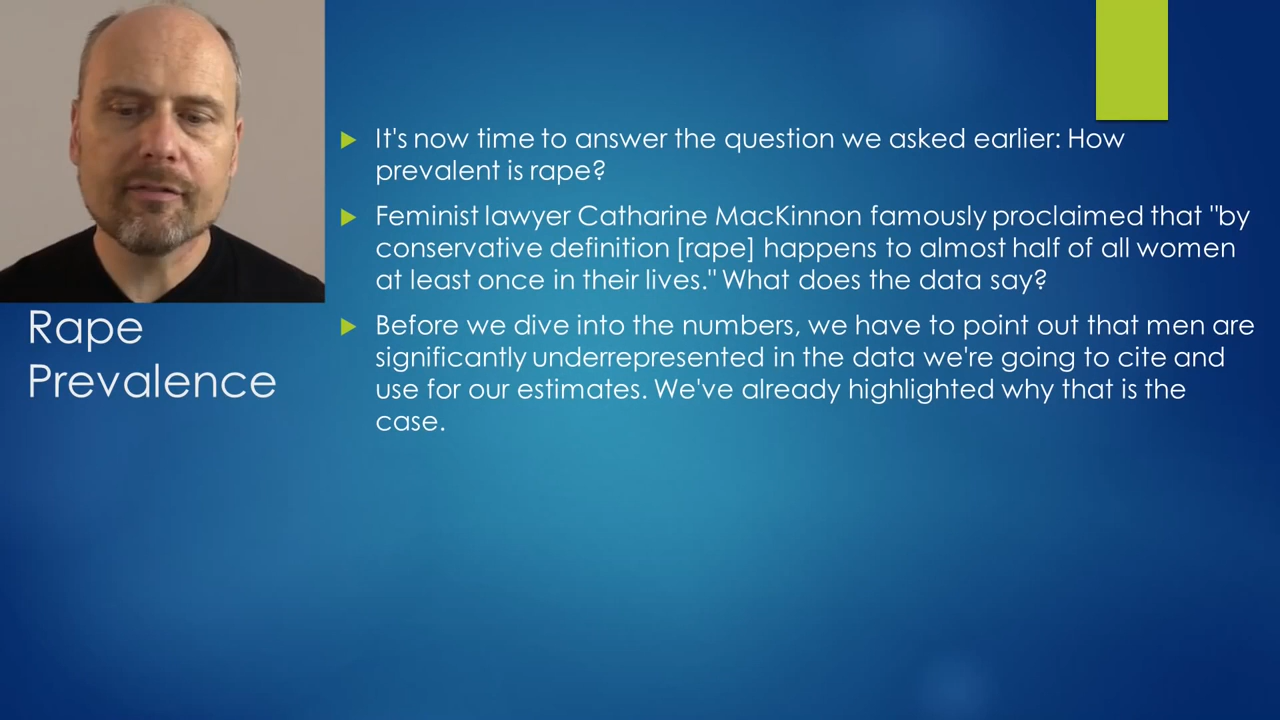 Rape
Prevalence
It's now time to answer the question we asked earlier: How
prevalent is rape?
Feminist lawyer Catharine MacKinnon famously proclaimed that "by
conservative definition [rape] happens to almost half of all women
at least once in their lives." What does the data say?
Before we dive into the numbers, we have to point out that men are
significantly underrepresented in the data we're going to cite and
use for our estimates. We've already highlighted why that is the
case.